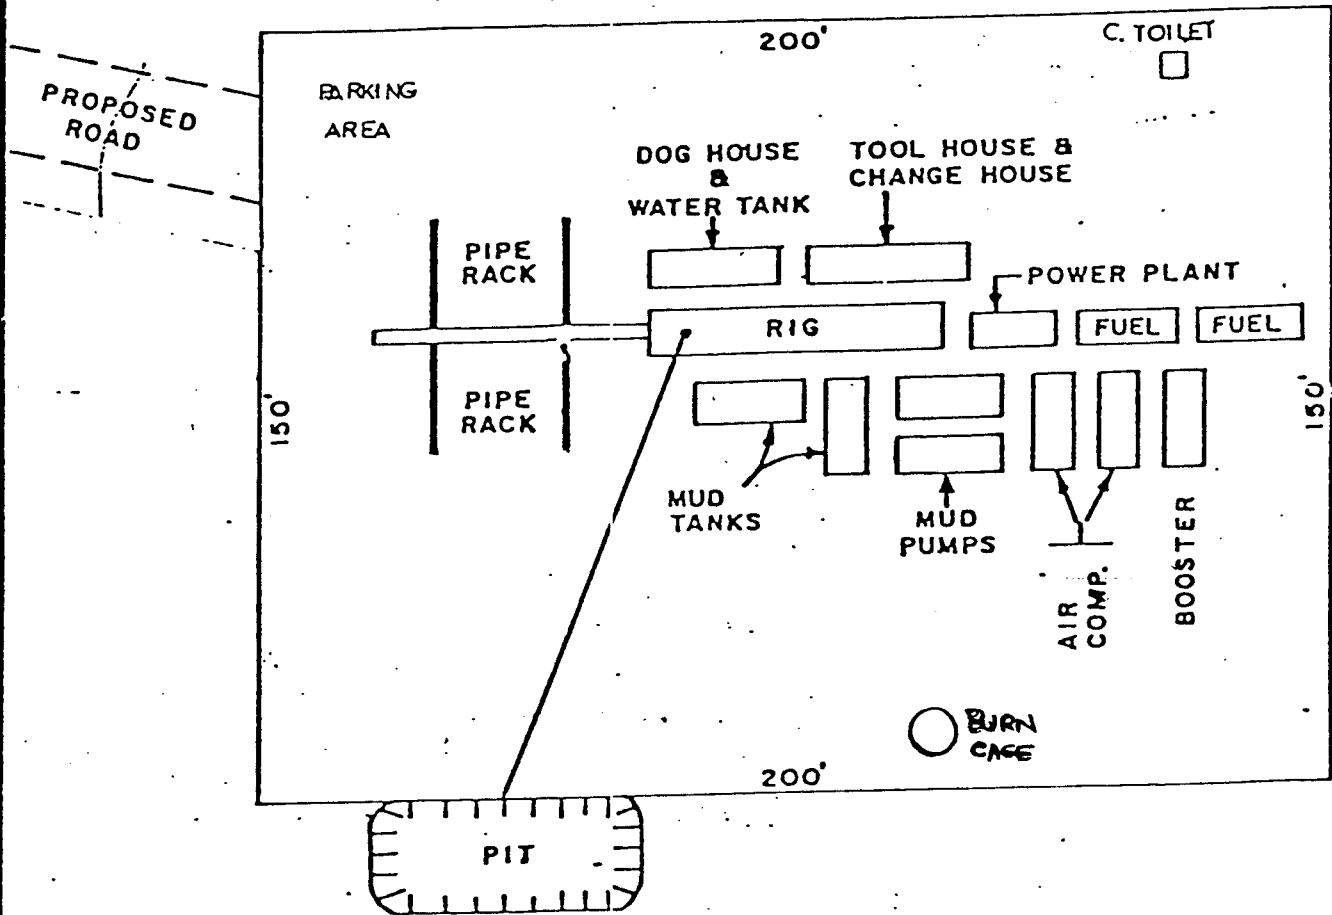 200'
C. TOILET
PARKING
AREA
PROPOSED
ROAD
DOG HOUSE
&
WATER TANK
TOOL HOUSE &
CHANGE HOUSE
PIPE
RACK
POWER PLANT
RIG
FUEL
FUEL
PIPE
RACK
150'
150'
MUD
TANKS
MUD
PUMPS
AIR
COMP.
BOOSTER
BURN
CAGE
200'
PIT